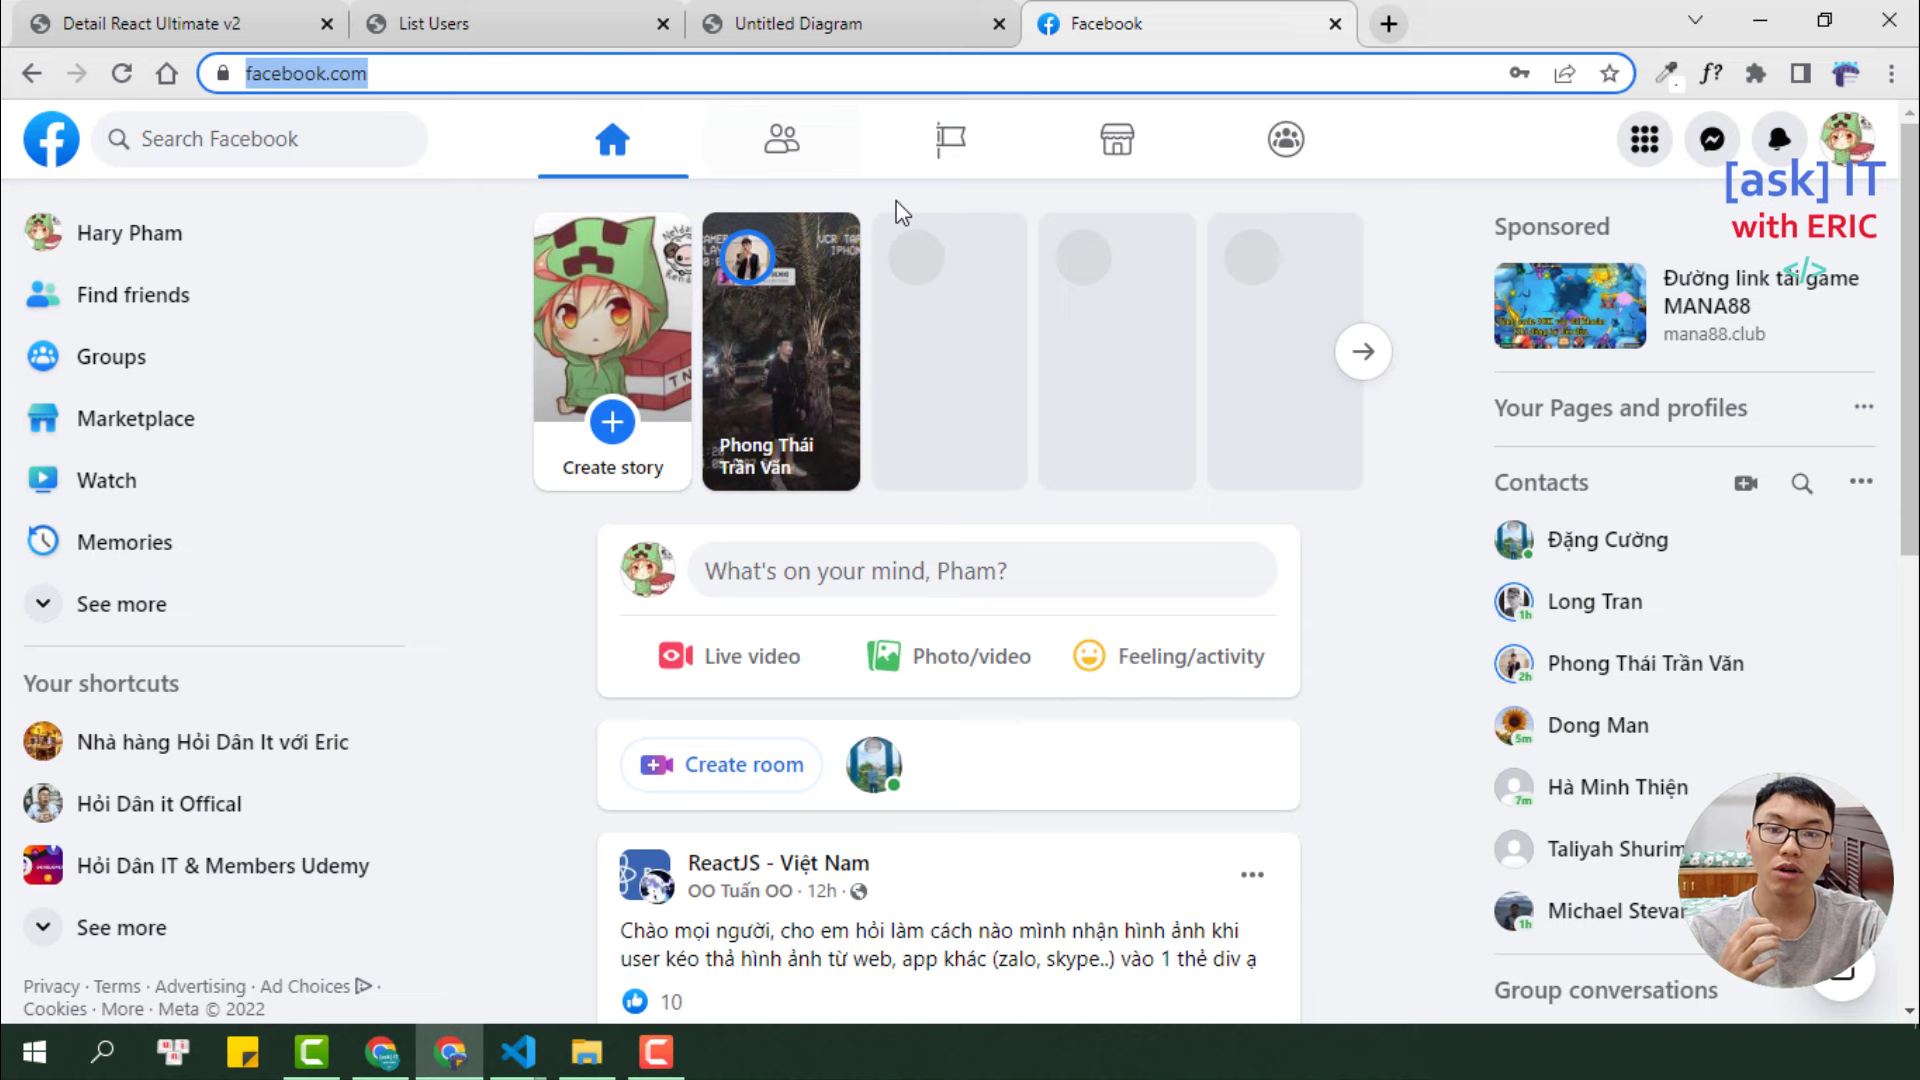 Detail React Ultimate v2
List Users
Untitled Diagram
Facebook
facebook.com
f?
Search Facebook
[ask] IT
with ERIC
</>
Hary Pham
Find friends
Groups
Marketplace
Watch
Memories
See more
Your shortcuts
Nhà hàng Hỏi Dân It với Eric
Hỏi Dân it Offical
Hỏi Dân IT & Members Udemy
See more
Privacy · Terms · Advertising · Ad Choices ·
Cookies · More · Meta © 2022
Create story
Phong Thái
Trần Văn
What's on your mind, Pham?
Live video
Photo/video
Feeling/activity
Create room
ReactJS - Việt Nam
OO Tuấn OO · 12h ·
Chào mọi người, cho em hỏi làm cách nào mình nhận hình ảnh khi
user kéo thả hình ảnh từ web, app khác (zalo, skype..) vào 1 thẻ div ạ
10
Sponsored
Đường link tải game
MANA88
mana88.club
Your Pages and profiles
Contacts
Đặng Cường
Long Tran
1h
Phong Thái Trần Văn
2h
Dong Man
5m
Hà Minh Thiện
7m
Taliyah Shurim
Michael Steva
1h
Group conversations